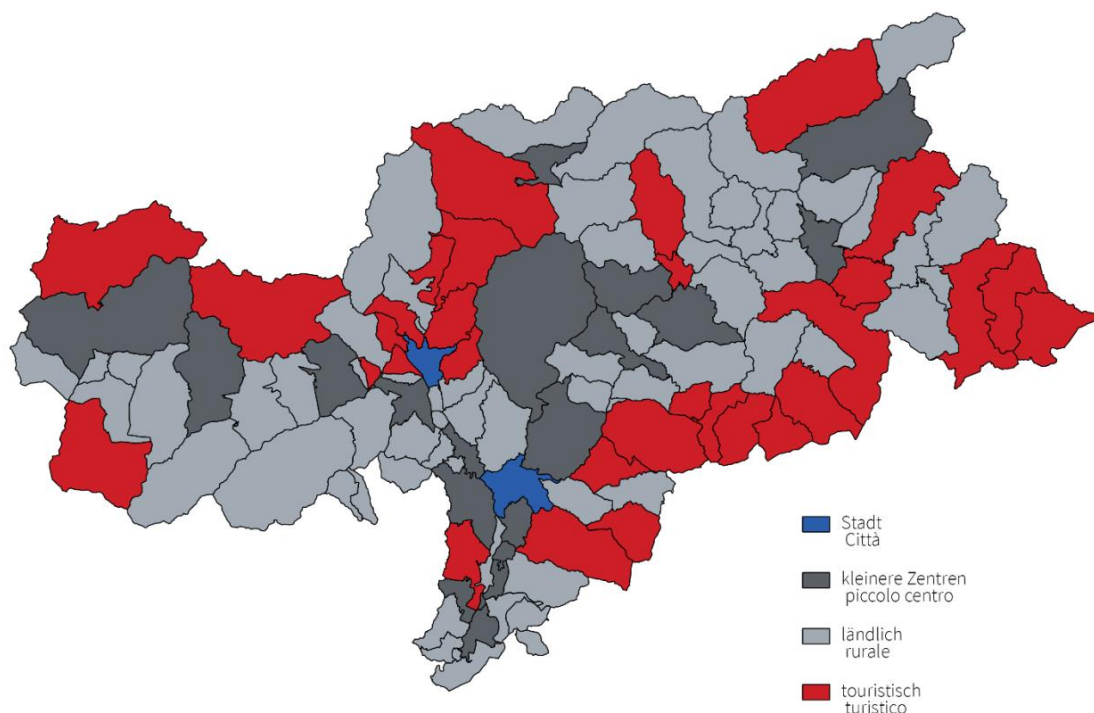 Stadt
Città
kleinere Zentren
piccolo centro
ländlich
rurale
touristisch
turistico